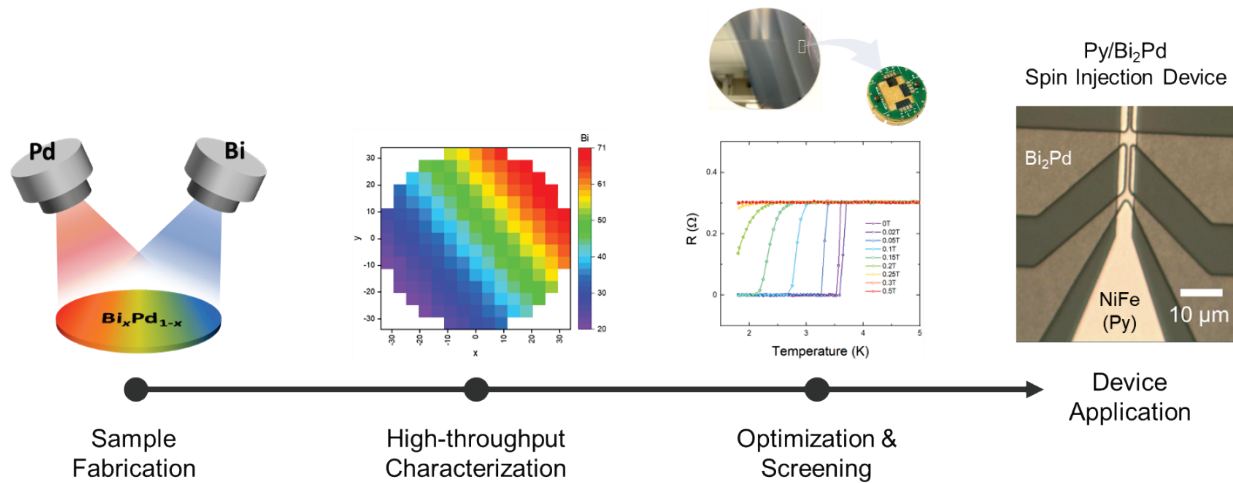 Pd
Bi
BiₓPd₁₋ₓ
Sample
Fabrication
Bi
71
61
51
40
30
20
30
20
10
0
-10
-20
-30
y
-30
-20
-10
0
10
20
30
x
High-throughput
Characterization
0.4
0.2
0
R (Ω)
0T
0.02T
0.05T
0.1T
0.15T
0.2T
0.25T
0.3T
0.5T
2
3
4
5
Temperature (K)
Optimization &
Screening
Py/Bi₂Pd
Spin Injection Device
Bi₂Pd
NiFe
(Py)
10 μm
Device
Application